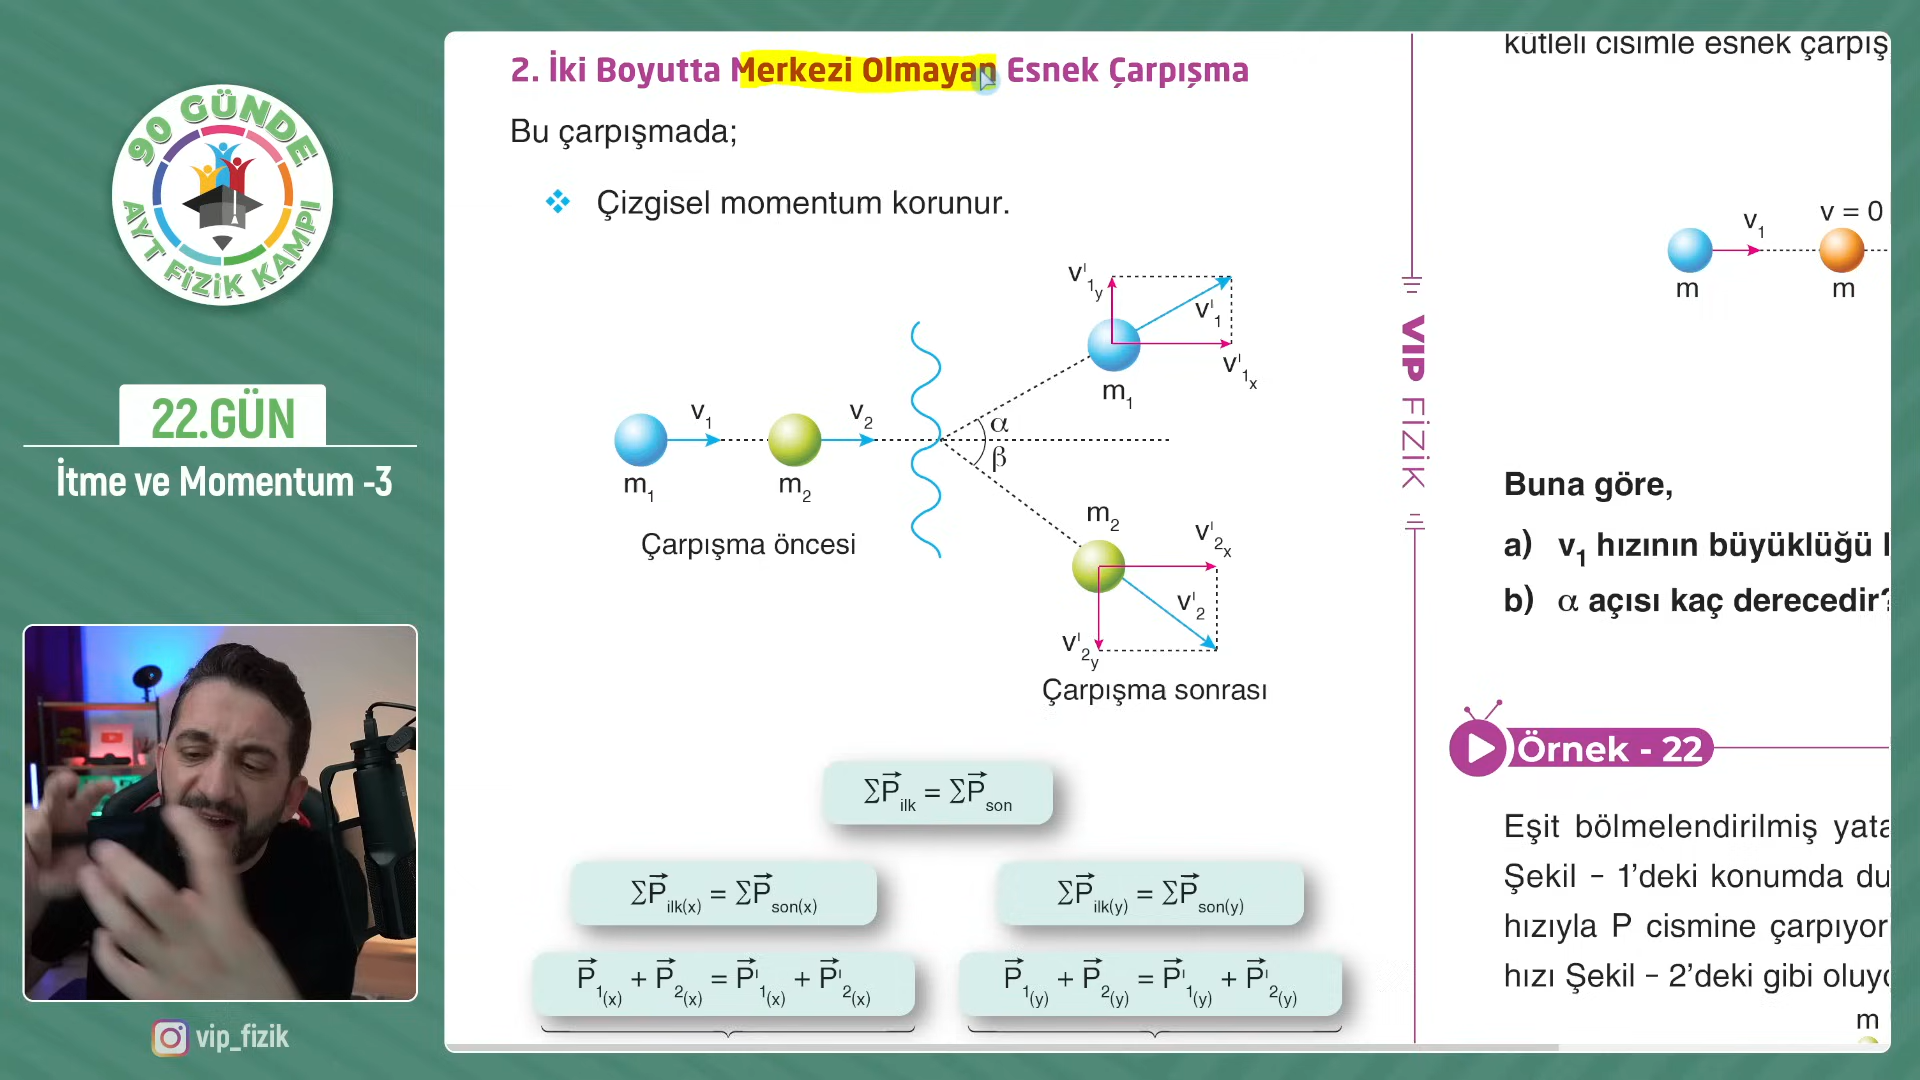 90 GÜNDE
AYT FİZİK KAMPI
22.GÜN
İtme ve Momentum -3
vip_fizik
2. İki Boyutta Merkezi Olmayan Esnek Çarpışma
Bu çarpışmada;
❖ Çizgisel momentum korunur.
v₁ v₂
m₁ m₂
Çarpışma öncesi
α
β
v'₁y
v'₁
v'₁x
m₁
m₂
v'₂x
v'₂
v'₂y
Çarpışma sonrası
ΣP⃗ilk = ΣP⃗son
ΣP⃗ilk(x) = ΣP⃗son(x)
ΣP⃗ilk(y) = ΣP⃗son(y)
P⃗₁(x) + P⃗₂(x) = P⃗'₁(x) + P⃗'₂(x)
P⃗₁(y) + P⃗₂(y) = P⃗'₁(y) + P⃗'₂(y)
VIP FİZİK
kütleli cisimle esnek çarpış
v₁ v = 0
m m
Buna göre,
a) v₁ hızının büyüklüğü
b) α açısı kaç derecedir?
Örnek - 22
Eşit bölmelendirilmiş yata
Şekil – 1'deki konumda du
hızıyla P cismine çarpıyor
hızı Şekil – 2'deki gibi oluy
m